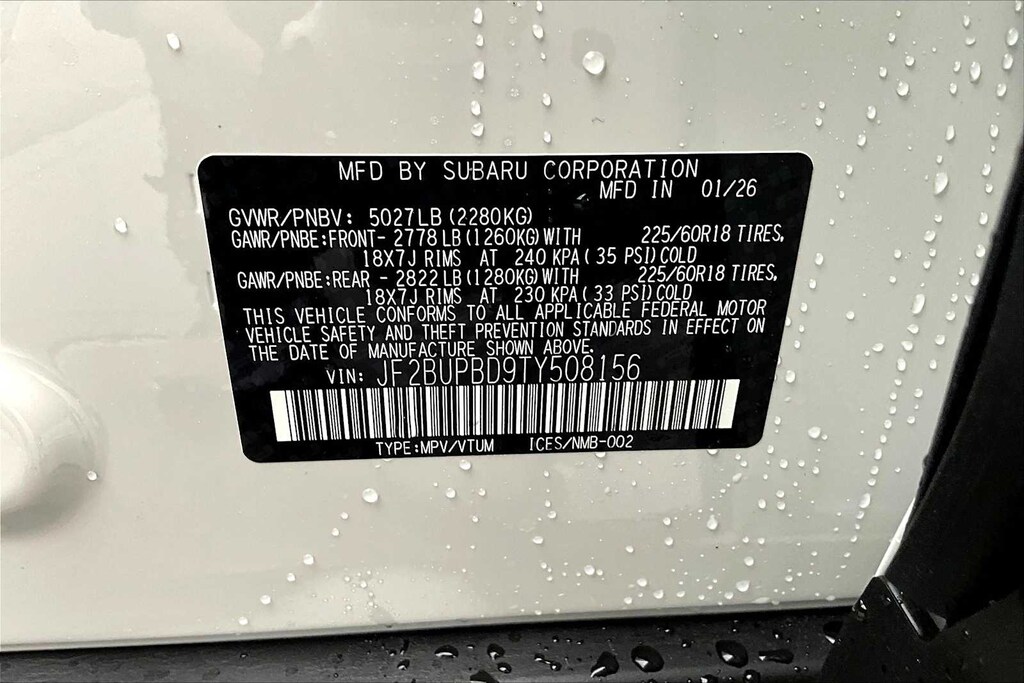 MFD BY SUBARU CORPORATION
MFD IN 01/26
GVWR/PNBV: 5027LB (2280KG)
GAWR/PNBE:FRONT- 2778 LB (1260KG) WITH 225/60R18 TIRES,
18X7J RIMS AT 240 KPA ( 35 PSI) COLD
GAWR/PNBE:REAR - 2822 LB (1280KG) WITH 225/60R18 TIRES,
18X7J RIMS AT 230 KPA ( 33 PSI) COLD
THIS VEHICLE CONFORMS TO ALL APPLICABLE FEDERAL MOTOR
VEHICLE SAFETY AND THEFT PREVENTION STANDARDS IN EFFECT ON
THE DATE OF MANUFACTURE SHOWN ABOVE.
VIN: JF2BUPBD9TY508156
TYPE:MPV/VTUM ICES/NMB-002